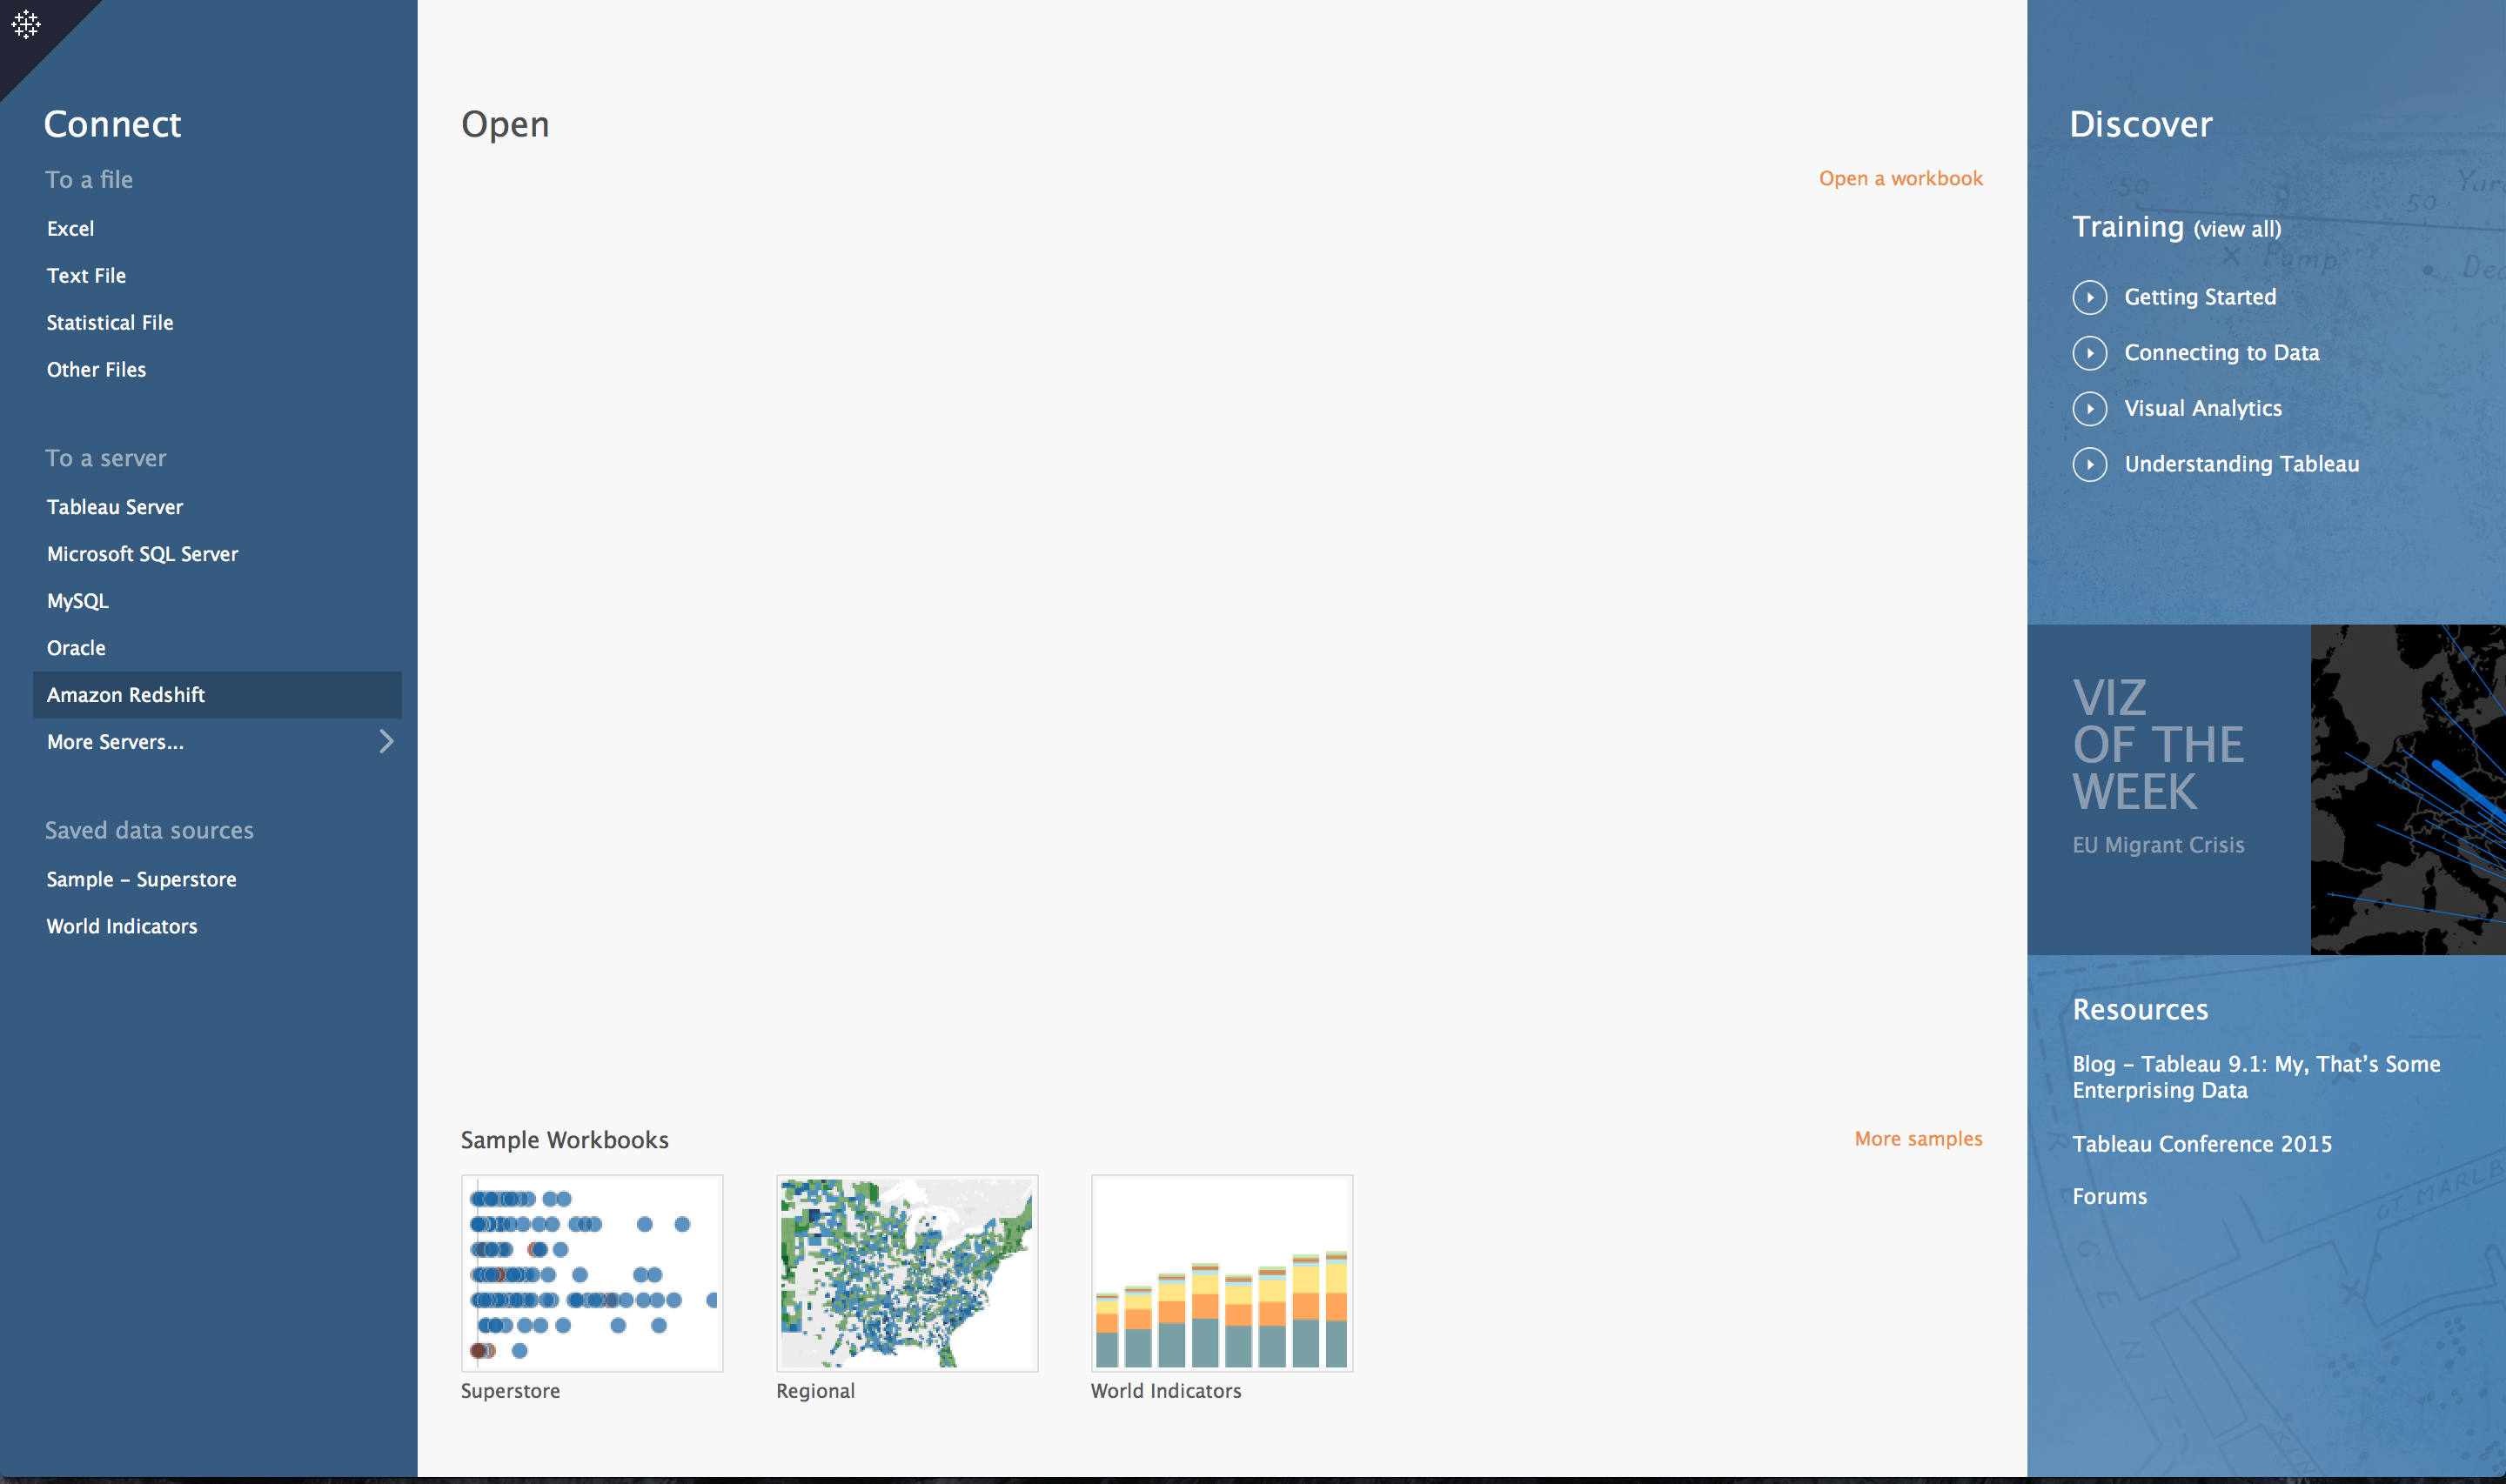 Connect
To a file
Excel
Text File
Statistical File
Other Files
To a server
Tableau Server
Microsoft SQL Server
MySQL
Oracle
Amazon Redshift
More Servers...
Saved data sources
Sample – Superstore
World Indicators
Open
Open a workbook
Sample Workbooks
More samples
Superstore
Regional
World Indicators
Discover
50
50
Pump
Training (view all)
Getting Started
Connecting to Data
Visual Analytics
Understanding Tableau
VIZ
OF THE
WEEK
EU Migrant Crisis
Resources
Blog – Tableau 9.1: My, That’s Some
Enterprising Data
Tableau Conference 2015
Forums